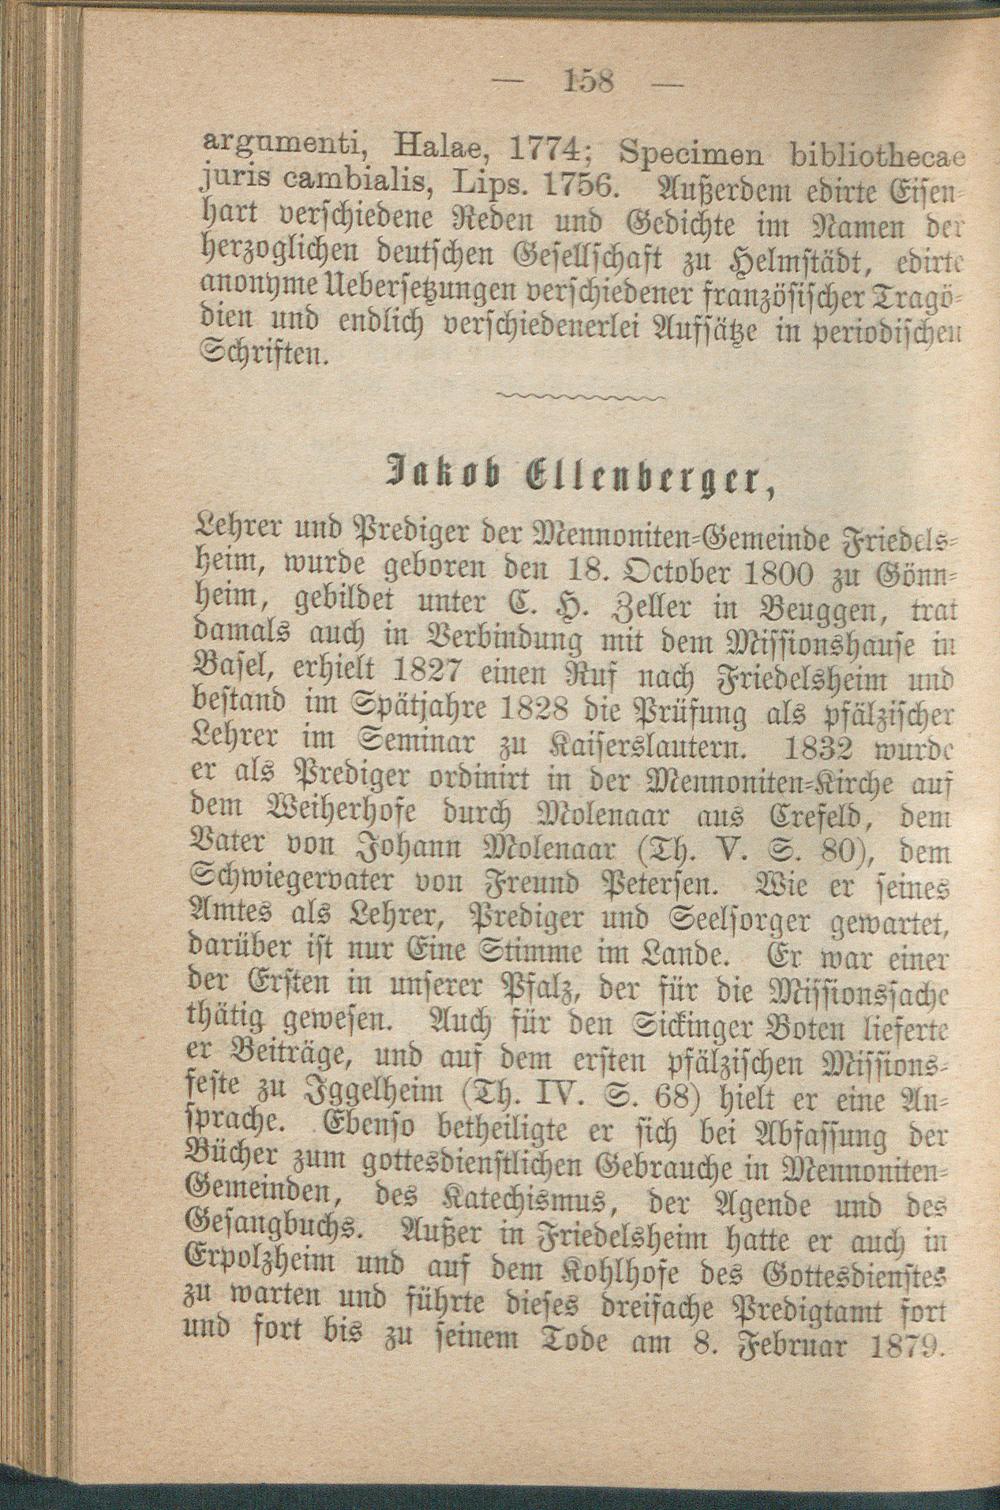 — 158 —
argumenti, Halae, 1774; Specimen bibliothecae
juris cambialis, Lips. 1756. Außerdem edirte Eisen-
hart verschiedene Reden und Gedichte im Namen der
herzoglichen deutschen Gesellschaft zu Helmstädt, edirte
anonyme Uebersetzungen verschiedener französischer Tragö-
dien und endlich verschiedenerlei Aufsätze in periodischen
Schriften.
Jakob Ellenberger,
Lehrer und Prediger der Mennoniten-Gemeinde Friedels-
heim, wurde geboren den 18. October 1800 zu Gönn-
heim, gebildet unter C. H. Zeller in Beuggen, trat
damals auch in Verbindung mit dem Missionshause in
Basel, erhielt 1827 einen Ruf nach Friedelsheim und
bestand im Spätjahre 1828 die Prüfung als pfälzischer
Lehrer im Seminar zu Kaiserslautern. 1832 wurde
er als Prediger ordinirt in der Mennoniten-Kirche auf
dem Weiherhofe durch Molenaar aus Crefeld, dem
Vater von Johann Molenaar (Th. V. S. 80), dem
Schwiegervater von Freund Petersen. Wie er seines
Amtes als Lehrer, Prediger und Seelsorger gewartet,
darüber ist nur Eine Stimme im Lande. Er war einer
der Ersten in unserer Pfalz, der für die Missionssache
thätig gewesen. Auch für den Sickinger Boten lieferte
er Beiträge, und auf dem ersten pfälzischen Missions-
feste zu Iggelheim (Th. IV. S. 68) hielt er eine An-
sprache. Ebenso betheiligte er sich bei Abfassung der
Bücher zum gottesdienstlichen Gebrauche in Mennoniten-
Gemeinden, des Katechismus, der Agende und des
Gesangbuchs. Außer in Friedelsheim hatte er auch in
Erpolzheim und auf dem Kohlhofe des Gottesdienstes
zu warten und führte dieses dreifache Predigtamt fort
und fort bis zu seinem Tode am 8. Februar 1879.